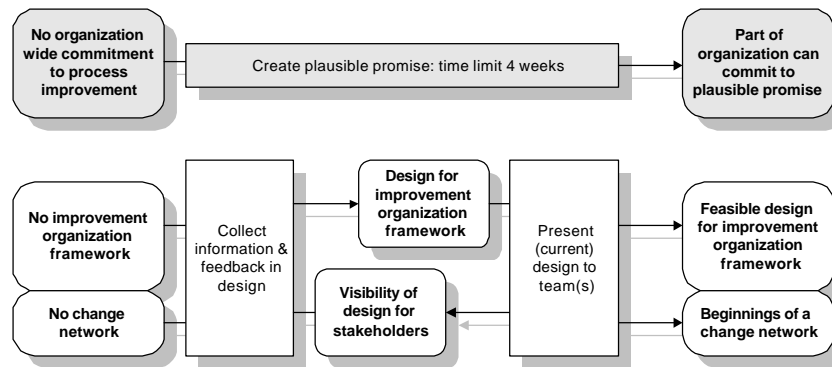 No organization
wide commitment
to process
improvement
Create plausible promise: time limit 4 weeks
Part of
organization can
commit to
plausible promise
No improvement
organization
framework
No change
network
Collect
information &
feedback in
design
Design for
improvement
organization
framework
Visibility of
design for
stakeholders
Present
(current)
design to
team(s)
Feasible design
for improvement
organization
framework
Beginnings of a
change network